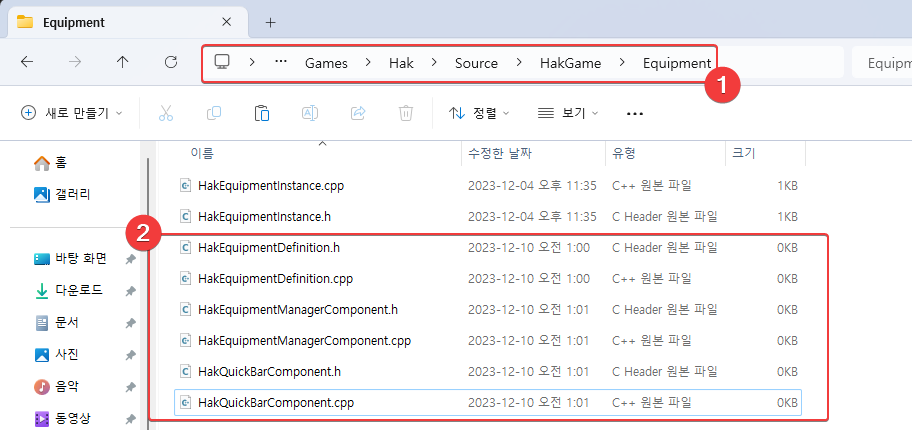 Equipment
Games Hak Source HakGame Equipment Equipm
1
새로 만들기 정렬 보기
이름 수정한 날짜 유형 크기
홈
갤러리
바탕 화면
다운로드
문서
사진
음악
동영상
HakEquipmentInstance.cpp 2023-12-04 오후 11:35 C++ 원본 파일 1KB
HakEquipmentInstance.h 2023-12-04 오후 11:35 C Header 원본 파일 1KB
2
HakEquipmentDefinition.h 2023-12-10 오전 1:00 C Header 원본 파일 0KB
HakEquipmentDefinition.cpp 2023-12-10 오전 1:00 C++ 원본 파일 0KB
HakEquipmentManagerComponent.h 2023-12-10 오전 1:01 C Header 원본 파일 0KB
HakEquipmentManagerComponent.cpp 2023-12-10 오전 1:01 C++ 원본 파일 0KB
HakQuickBarComponent.h 2023-12-10 오전 1:01 C Header 원본 파일 0KB
HakQuickBarComponent.cpp 2023-12-10 오전 1:01 C++ 원본 파일 0KB